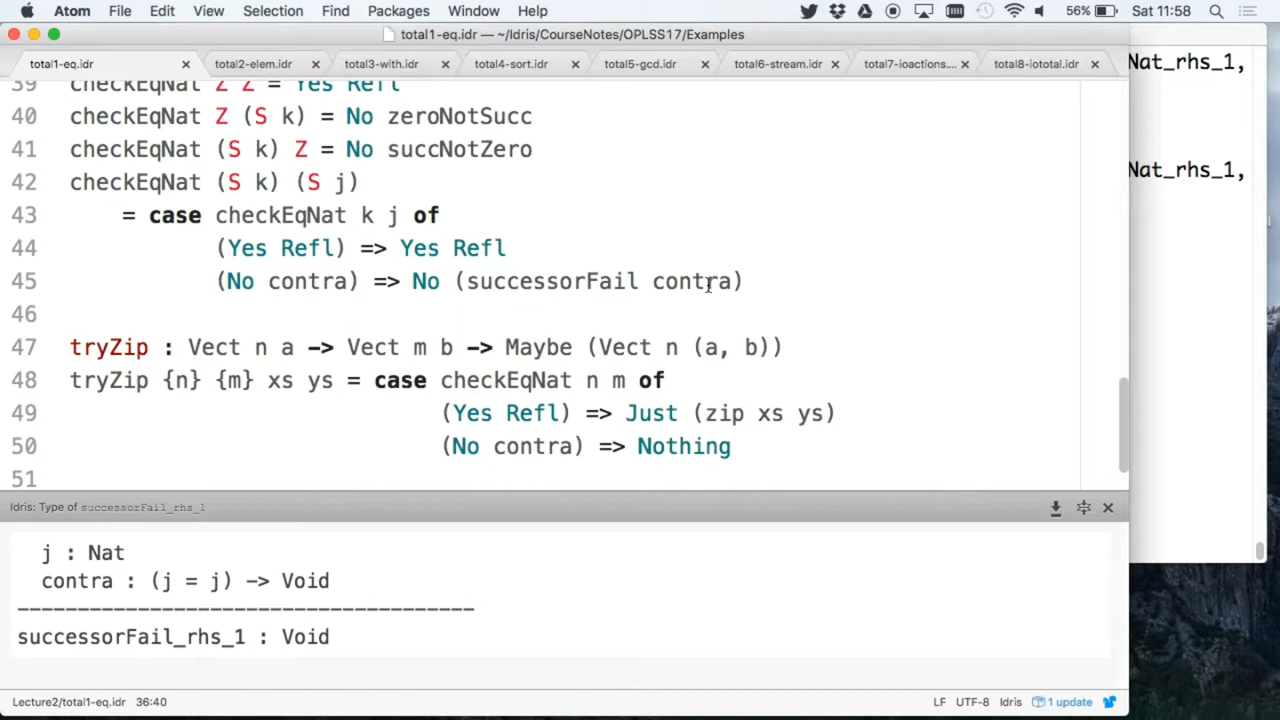 Atom File Edit View Selection Find Packages Window Help 56% Sat 11:58
total1-eq.idr — ~/Idris/CourseNotes/OPLSS17/Examples
total1-eq.idr total2-elem.idr total3-with.idr total4-sort.idr total5-gcd.idr total6-stream.idr total7-ioactions.... total8-iototal.idr
Nat_rhs_1,
39 checkEqNat Z Z = Yes Refl
40 checkEqNat Z (S k) = No zeroNotSucc
41 checkEqNat (S k) Z = No succNotZero
Nat_rhs_1,
42 checkEqNat (S k) (S j)
43 = case checkEqNat k j of
44 (Yes Refl) => Yes Refl
45 (No contra) => No (successorFail contra)
46
47 tryZip : Vect n a -> Vect m b -> Maybe (Vect n (a, b))
48 tryZip {n} {m} xs ys = case checkEqNat n m of
49 (Yes Refl) => Just (zip xs ys)
50 (No contra) => Nothing
51
Idris: Type of successorFail_rhs_1
j : Nat
contra : (j = j) -> Void
--------------------------------------
successorFail_rhs_1 : Void
Lecture2/total1-eq.idr 36:40 LF UTF-8 Idris 1 update